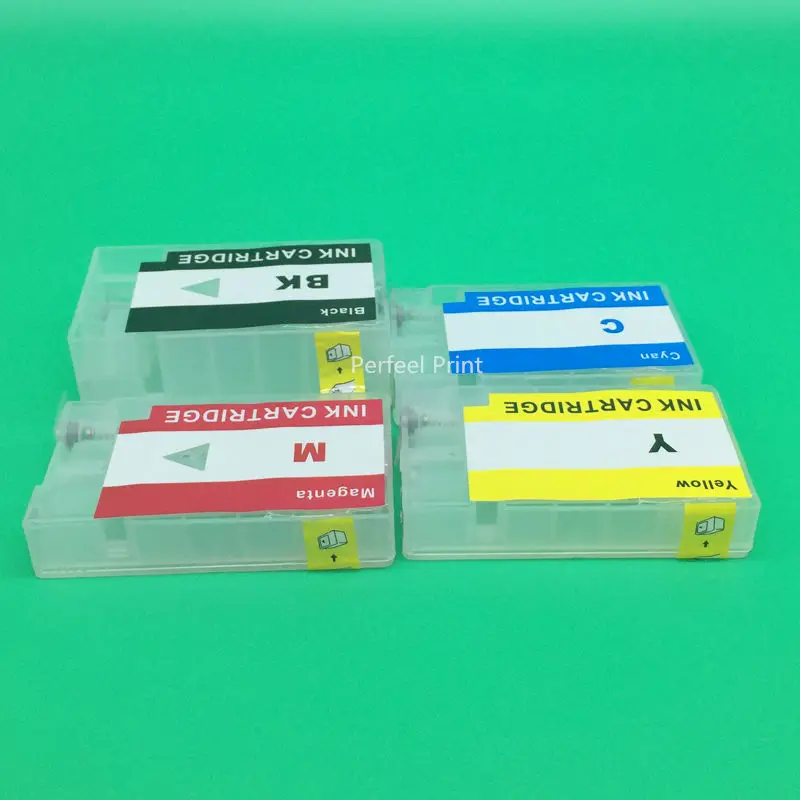 INK CARTRIDGE
BK
Black
INK CARTRIDGE
C
Cyan
Perfeel Print
INK CARTRIDGE
M
Magenta
INK CARTRIDGE
Y
Yellow